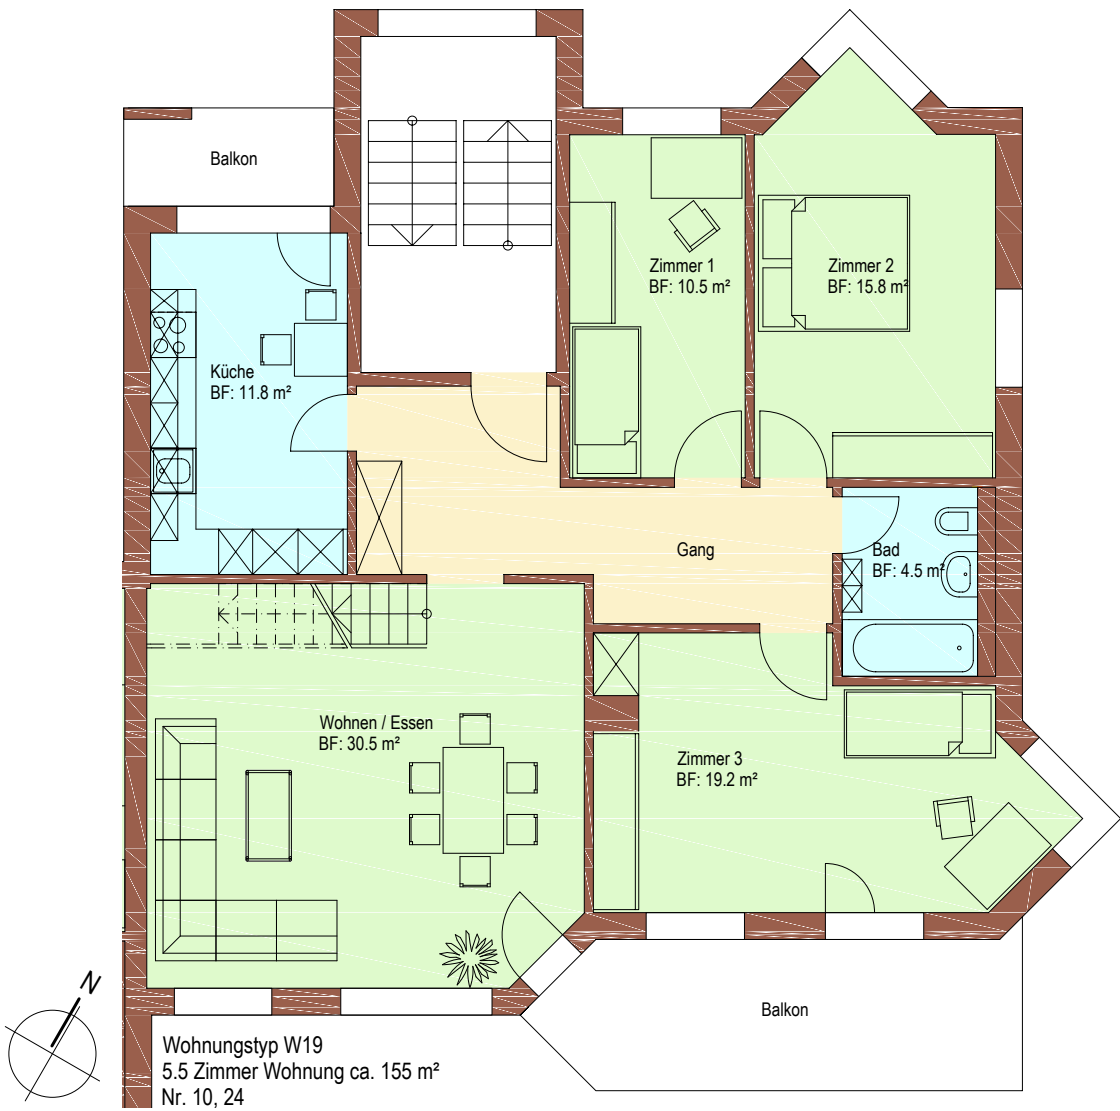 Balkon
Zimmer 1
BF: 10.5 m²
Zimmer 2
BF: 15.8 m²
Küche
BF: 11.8 m²
Gang
Bad
BF: 4.5 m²
Wohnen / Essen
BF: 30.5 m²
Zimmer 3
BF: 19.2 m²
Balkon
N
Wohnungstyp W19
5.5 Zimmer Wohnung ca. 155 m²
Nr. 10, 24